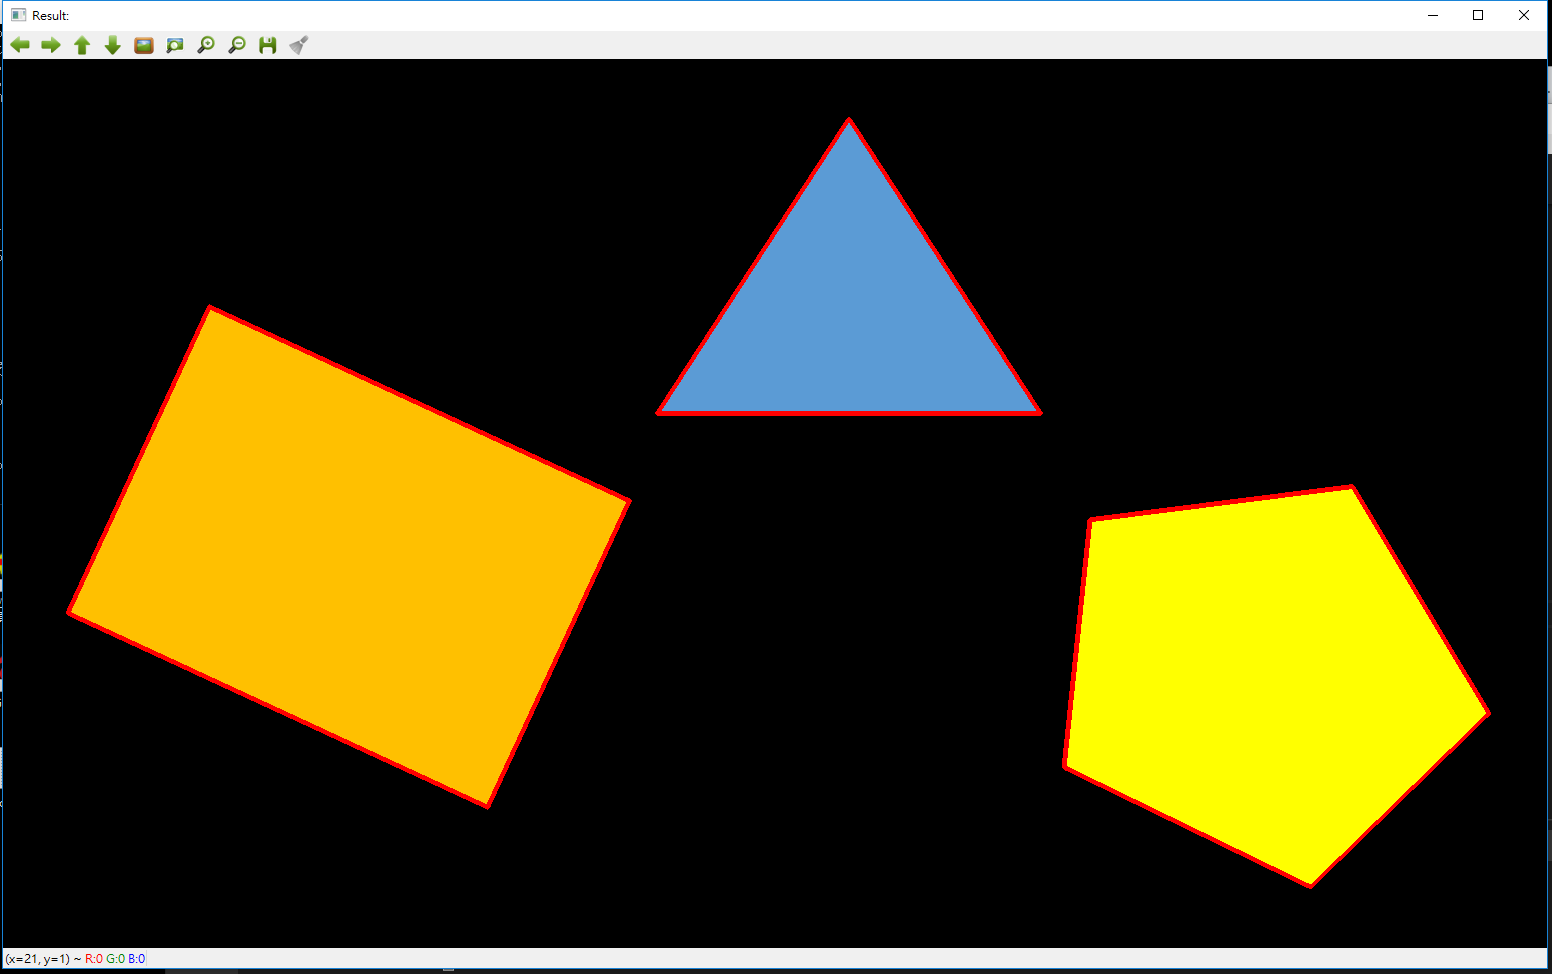 Result:
(x=21, y=1) ~ R:0 G:0 B:0